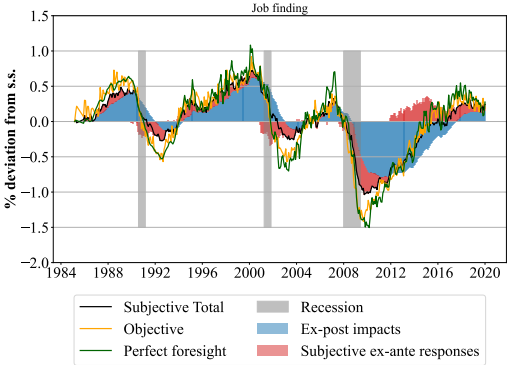 Job finding
% deviation from s.s.
1.5
1.0
0.5
0.0
−0.5
−1.0
−1.5
−2.0
1984 1988 1992 1996 2000 2004 2008 2012 2016 2020
Subjective Total
Objective
Perfect foresight
Recession
Ex-post impacts
Subjective ex-ante responses